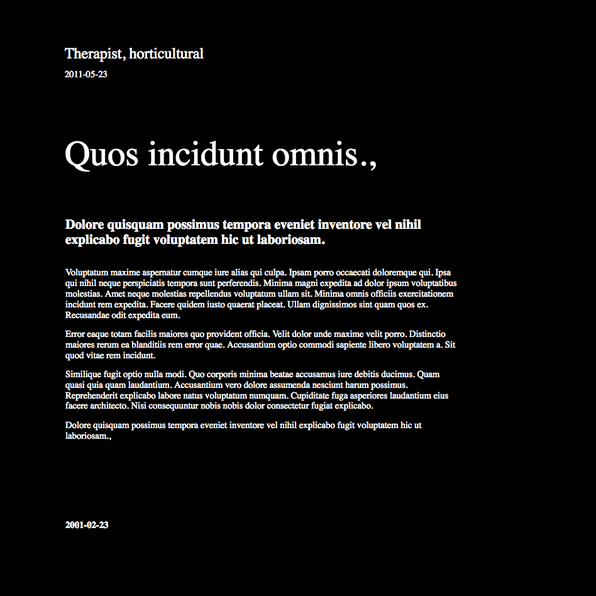 Therapist, horticultural
2011-05-23
Quos incidunt omnis.,
Dolore quisquam possimus tempora eveniet inventore vel nihil
explicabo fugit voluptatem hic ut laboriosam.
Voluptatum maxime aspernatur cumque iure alias qui culpa. Ipsam porro occaecati doloremque qui. Ipsa
qui nihil neque perspiciatis tempora sunt perferendis. Minima magni expedita ad dolor ipsum voluptatibus
molestias. Amet neque molestias repellendus voluptatum ullam sit. Minima omnis officiis exercitationem
incidunt rem expedita. Facere quidem iusto quaerat placeat. Ullam dignissimos sint quam quos ex.
Recusandae odit expedita eum.
Error eaque totam facilis maiores quo provident officia. Velit dolor unde maxime velit porro. Distinctio
maiores rerum ea blanditiis rem error quae. Accusantium optio commodi sapiente libero voluptatem a. Sit
quod vitae rem incidunt.
Similique fugit optio nulla modi. Quo corporis minima beatae accusamus iure debitis ducimus. Quam
quasi quia quam laudantium. Accusantium vero dolore assumenda nesciunt harum possimus.
Reprehenderit explicabo labore natus voluptatum numquam. Cupiditate fuga asperiores laudantium eius
facere architecto. Nisi consequuntur nobis nobis dolor consectetur fugiat explicabo.
Dolore quisquam possimus tempora eveniet inventore vel nihil explicabo fugit voluptatem hic ut
laboriosam.,
2001-02-23